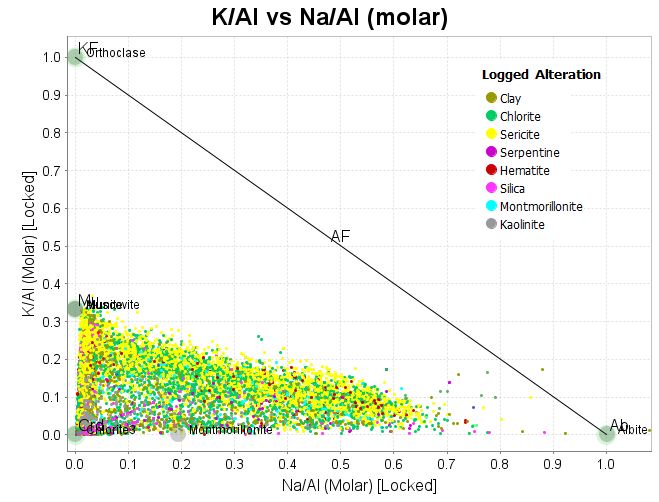 K/Al vs Na/Al (molar)
KF
Orthoclase
Logged Alteration
Clay
Chlorite
Sericite
Serpentine
Hematite
Silica
Montmorillonite
Kaolinite
AF
Muscovite
Ab
Albite
Montmorillonite
1.0
0.9
0.8
0.7
0.6
0.5
0.4
0.3
0.2
0.1
0.0
K/Al (Molar) [Locked]
0.0 0.1 0.2 0.3 0.4 0.5 0.6 0.7 0.8 0.9 1.0
Na/Al (Molar) [Locked]